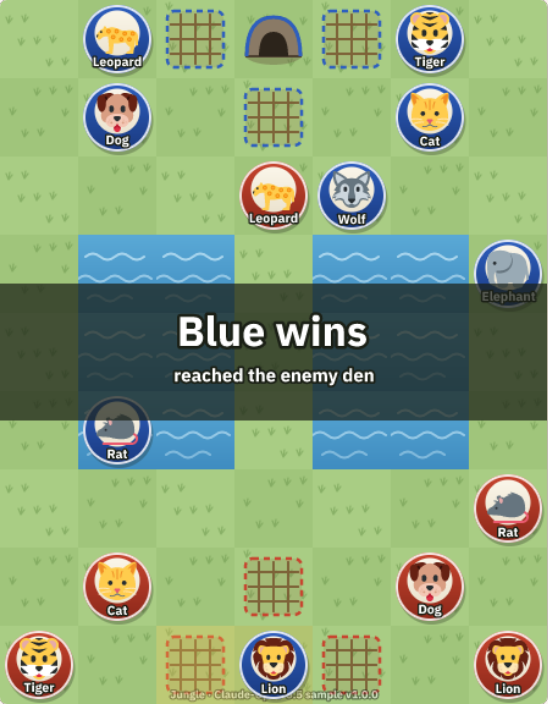 Leopard
Tiger
Dog
Cat
Leopard
Wolf
Elephant
Blue wins
reached the enemy den
Rat
Rat
Cat
Dog
Tiger
Lion
Lion